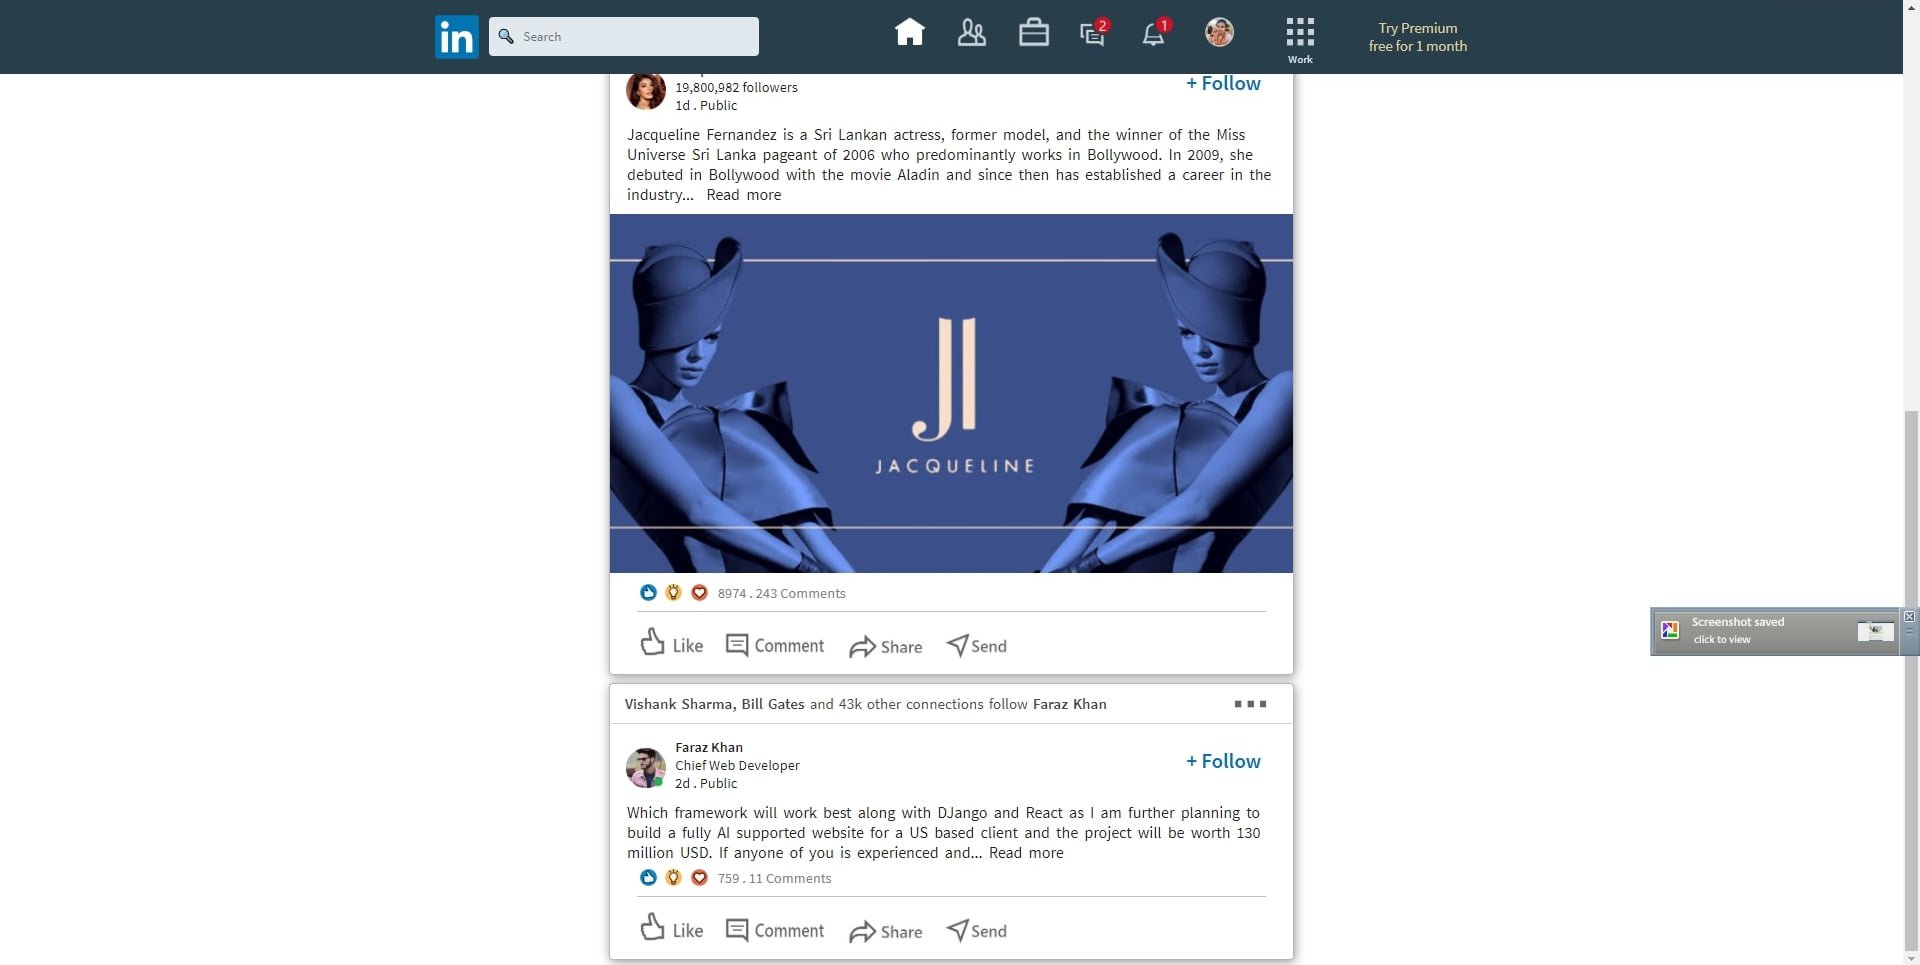 in
Search
2
1
Work
Try Premium
free for 1 month
19,800,982 followers
+ Follow
1d . Public
Jacqueline Fernandez is a Sri Lankan actress, former model, and the winner of the Miss
Universe Sri Lanka pageant of 2006 who predominantly works in Bollywood. In 2009, she
debuted in Bollywood with the movie Aladin and since then has established a career in the
industry... Read more
JACQUELINE
8974 . 243 Comments
Like Comment Share Send
Screenshot saved
click to view
Vishank Sharma, Bill Gates and 43k other connections follow Faraz Khan
Faraz Khan
Chief Web Developer
+ Follow
2d . Public
Which framework will work best along with DJango and React as I am further planning to
build a fully AI supported website for a US based client and the project will be worth 130
million USD. If anyone of you is experienced and... Read more
759 . 11 Comments
Like Comment Share Send